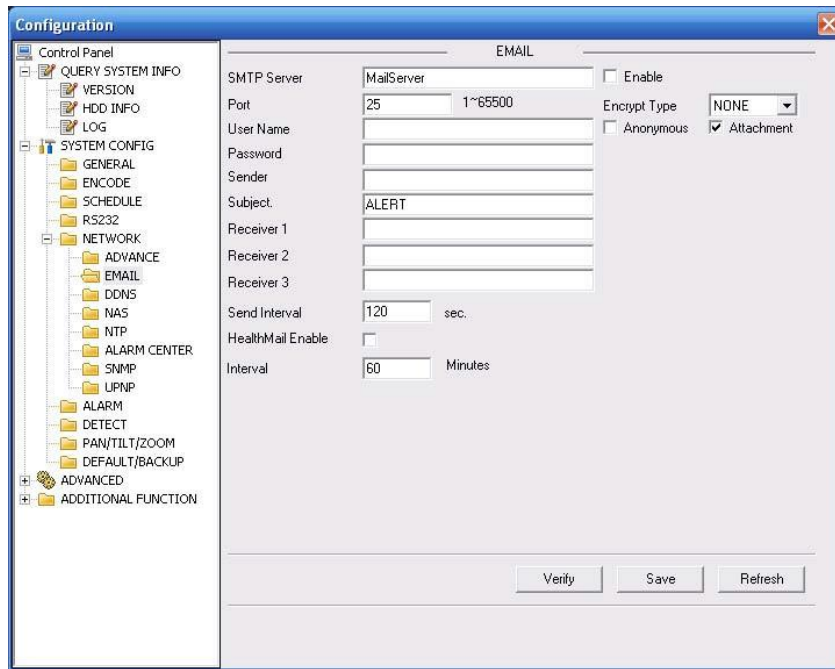 Configuration
Control Panel
QUERY SYSTEM INFO
VERSION
HDD INFO
LOG
SYSTEM CONFIG
GENERAL
ENCODE
SCHEDULE
RS232
NETWORK
ADVANCE
EMAIL
DDNS
NAS
NTP
ALARM CENTER
SNMP
UPNP
ALARM
DETECT
PAN/TILT/ZOOM
DEFAULT/BACKUP
ADVANCED
ADDITIONAL FUNCTION
EMAIL
SMTP Server MailServer Enable
Port 25 1~65500 Encrypt Type NONE
User Name Anonymous Attachment
Password
Sender
Subject. ALERT
Receiver 1
Receiver 2
Receiver 3
Send Interval 120 sec.
HealthMail Enable
Interval 60 Minutes
Verify Save Refresh